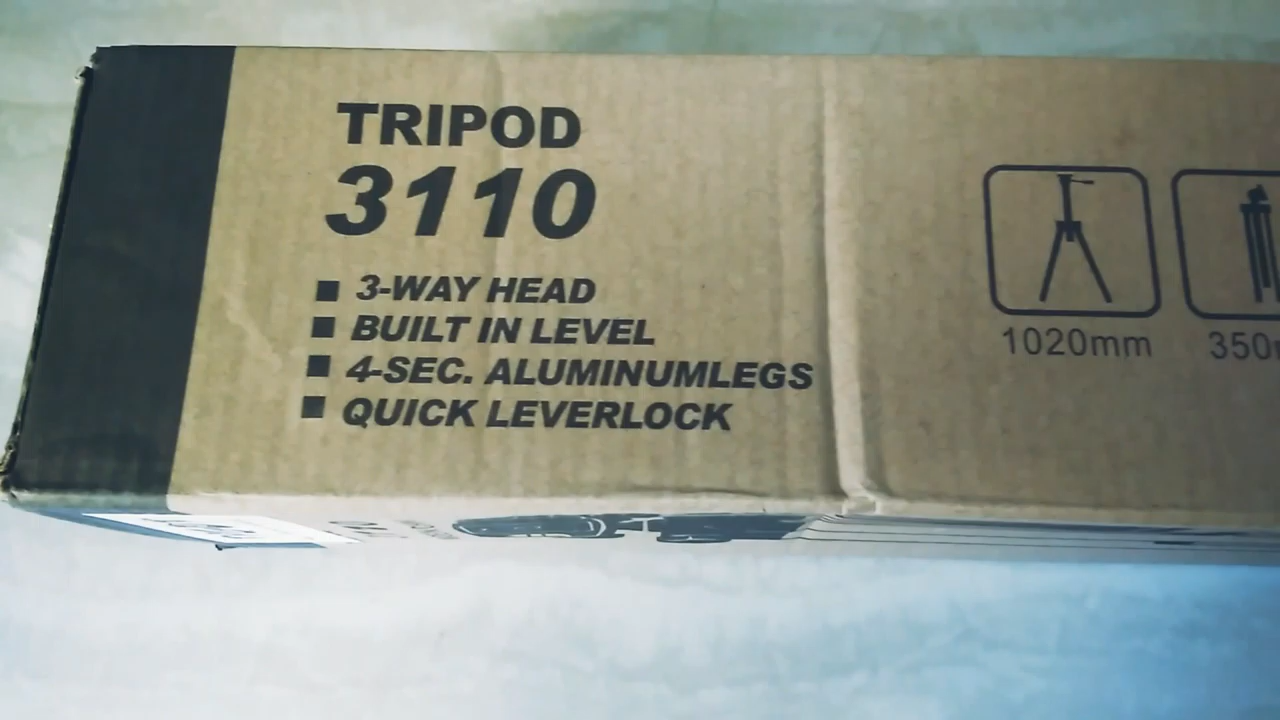 TRIPOD
3110
3-WAY HEAD
BUILT IN LEVEL
4-SEC. ALUMINUMLEGS
QUICK LEVERLOCK
1020mm
350